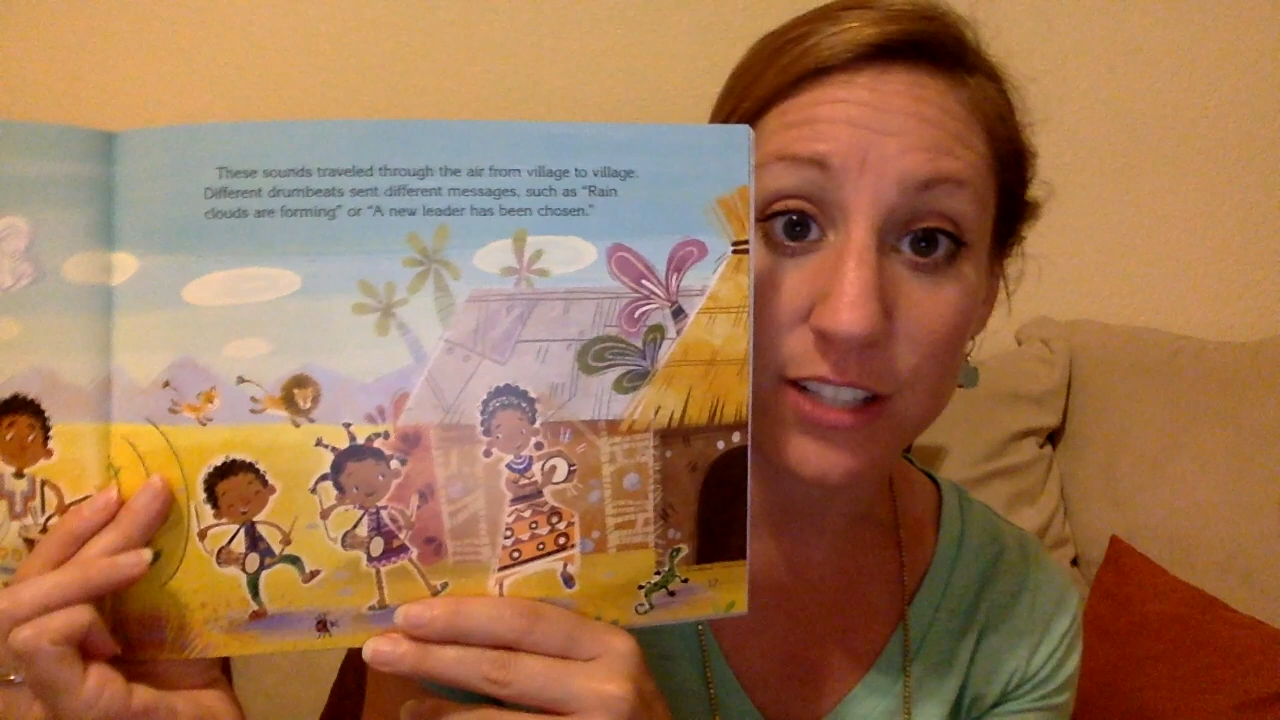 These sounds traveled through the air from village to village.
Different drumbeats sent different messages, such as "Rain
clouds are forming" or "A new leader has been chosen."
17